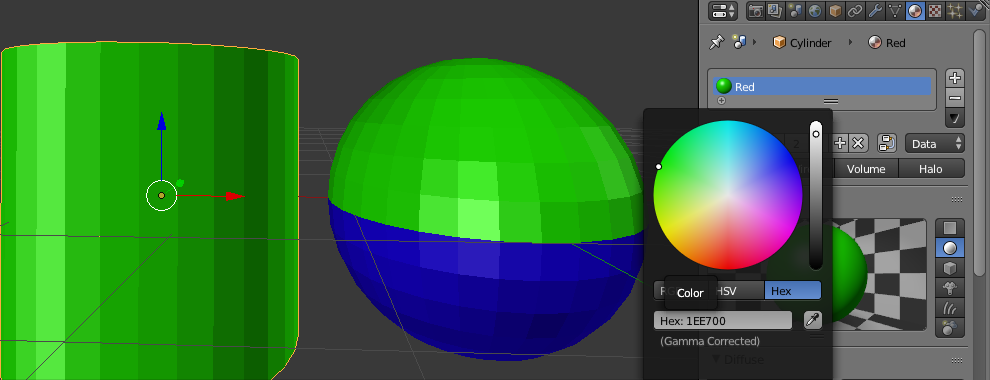 Cylinder Red
Red
Data
Volume Halo
Color HSV Hex
Hex: 1EE700
(Gamma Corrected)
Diffuse